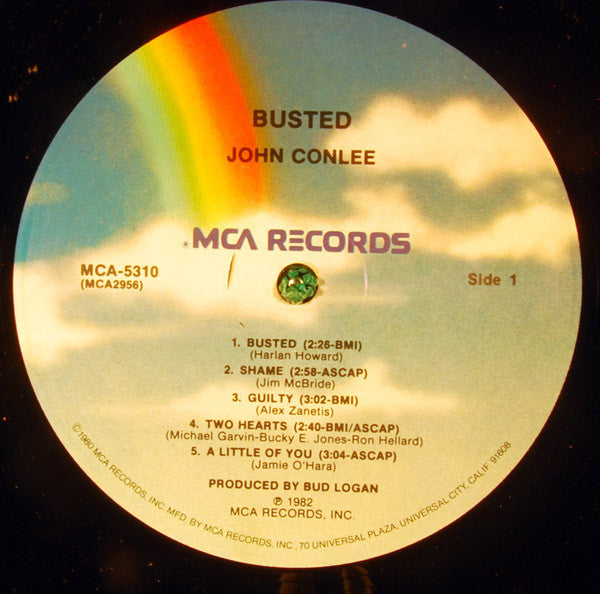 BUSTED
JOHN CONLEE
® MCA RECORDS
MCA-5310
(MCA2956)
Side 1
1. BUSTED (2:26-BMI)
(Harlan Howard)
2. SHAME (2:58-ASCAP)
(Jim McBride)
3. GUILTY (3:02-BMI)
(Alex Zanetis)
4. TWO HEARTS (2:40-BMI/ASCAP)
(Michael Garvin-Bucky E. Jones-Ron Hellard)
5. A LITTLE OF YOU (3:04-ASCAP)
(Jamie O'Hara)
PRODUCED BY BUD LOGAN
℗ 1982
MCA RECORDS, INC.
©1980 MCA RECORDS, INC. MFD. BY MCA RECORDS, INC., 70 UNIVERSAL PLAZA, UNIVERSAL CITY, CALIF. 91608